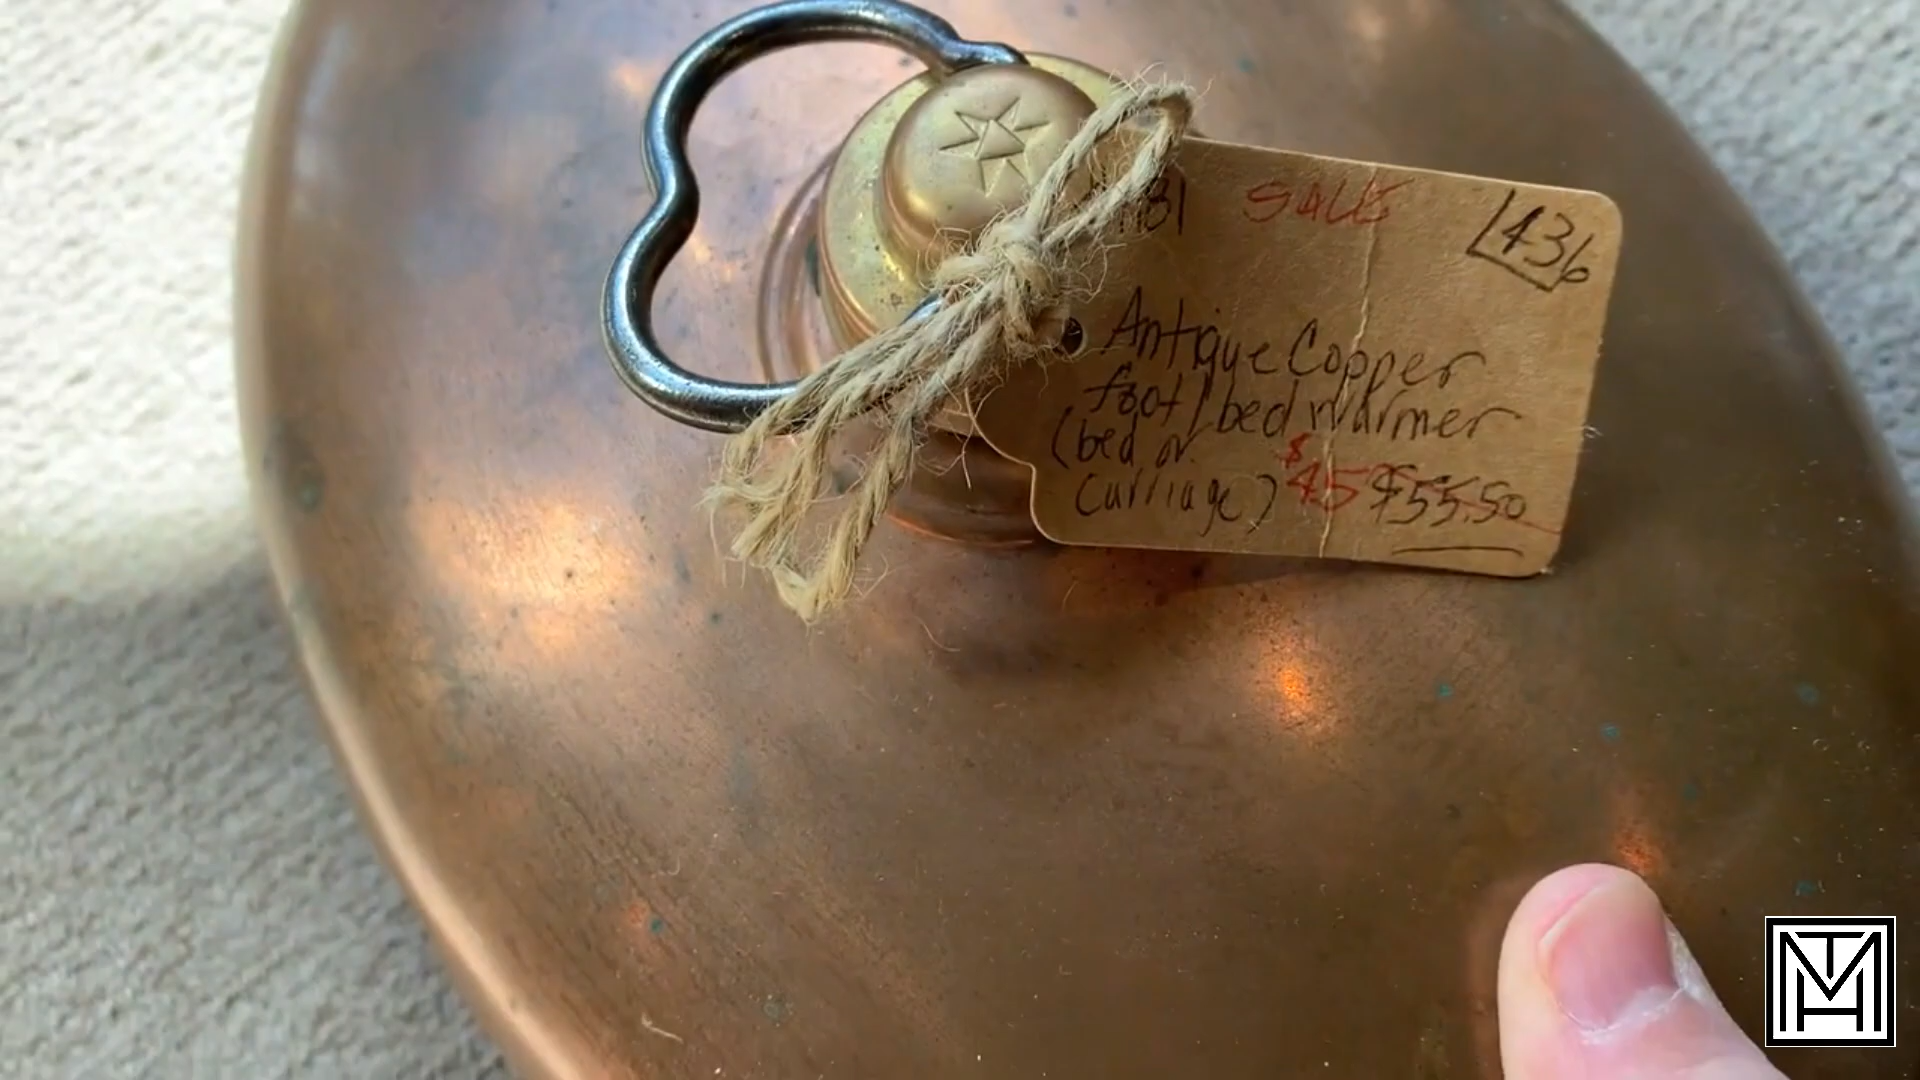 SALE
436
Antique Copper
foot/bed warmer
(bed or
Carriage) $45 $55.50